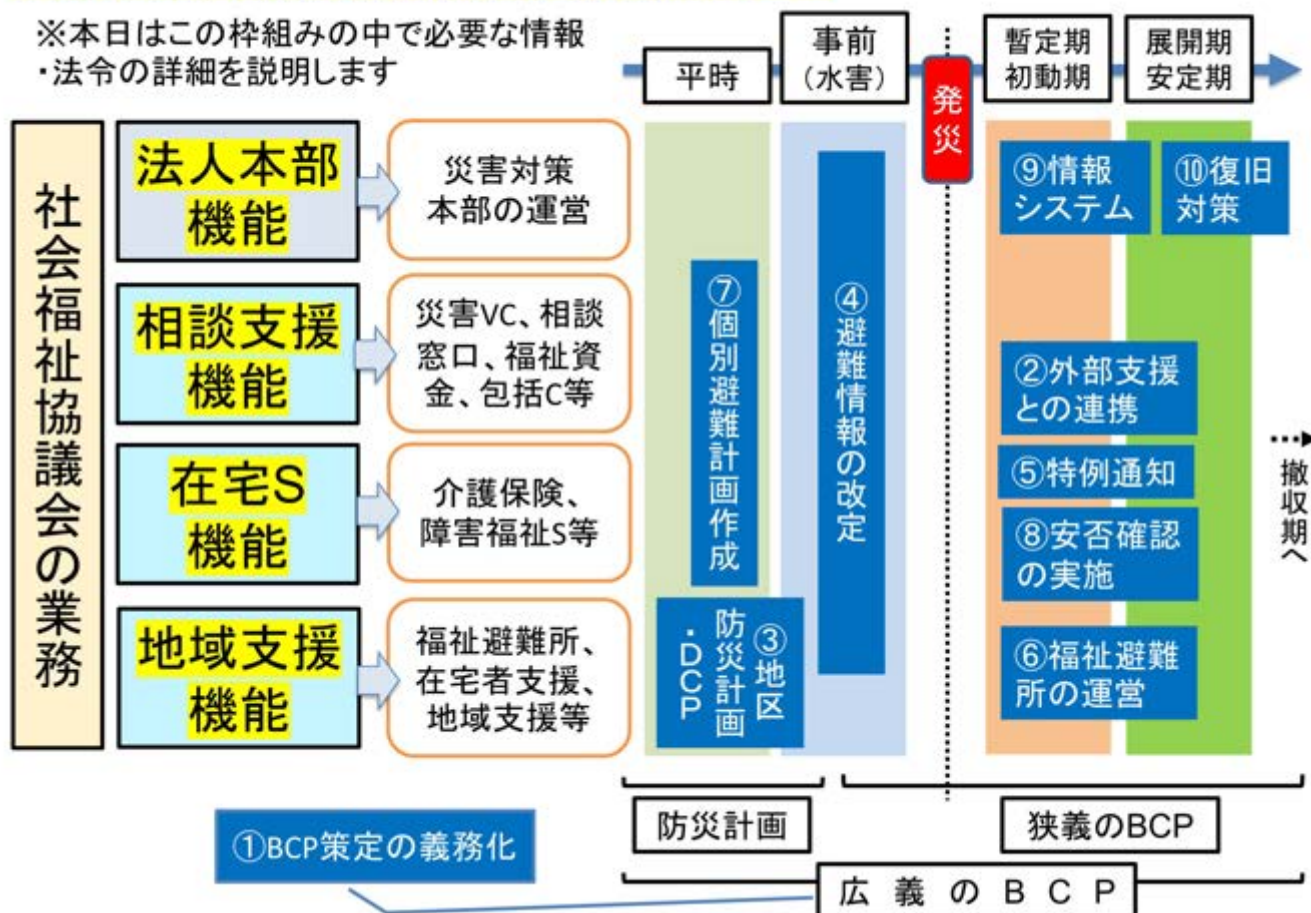 ※本日はこの枠組みの中で必要な情報
・法令の詳細を説明します
平時
事前
(水害)
発災
暫定期
初動期
展開期
安定期
社会福祉協議会の業務
法人本部
機能
災害対策
本部の運営
相談支援
機能
災害VC、相談
窓口、福祉資
金、包括C等
在宅S
機能
介護保険、
障害福祉S等
地域支援
機能
福祉避難所、
在宅者支援、
地域支援等
⑦個別避難計画作成
③地区
防災計画
・DCP
④避難情報の改定
⑨情報
システム
⑩復旧
対策
②外部支援
との連携
⑤特例通知
⑧安否確認
の実施
⑥福祉避難
所の運営
撤収期へ
防災計画
狭義のBCP
①BCP策定の義務化
広義のBCP